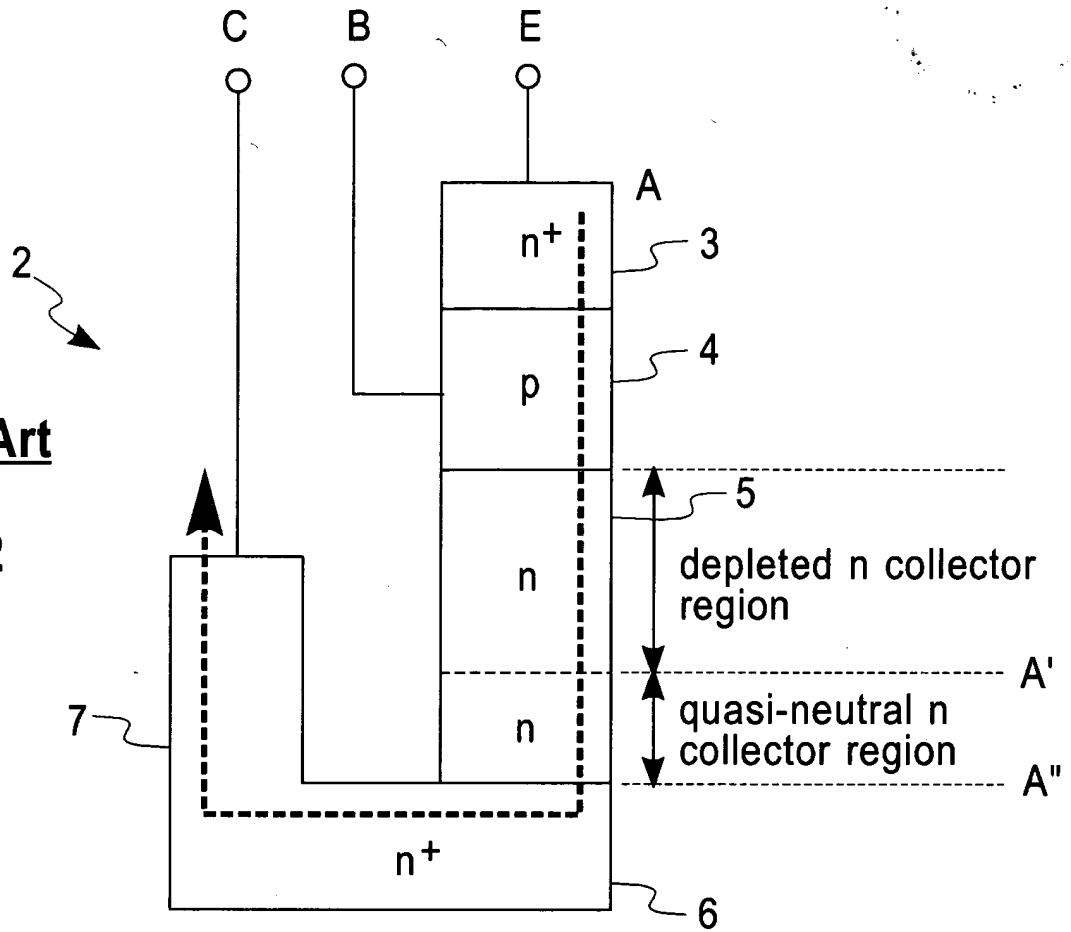 C B E
A
n+
3
2
4
p
Art
5
n
depleted n collector
region
A'
7
n
quasi-neutral n
collector region
A"
n+
6